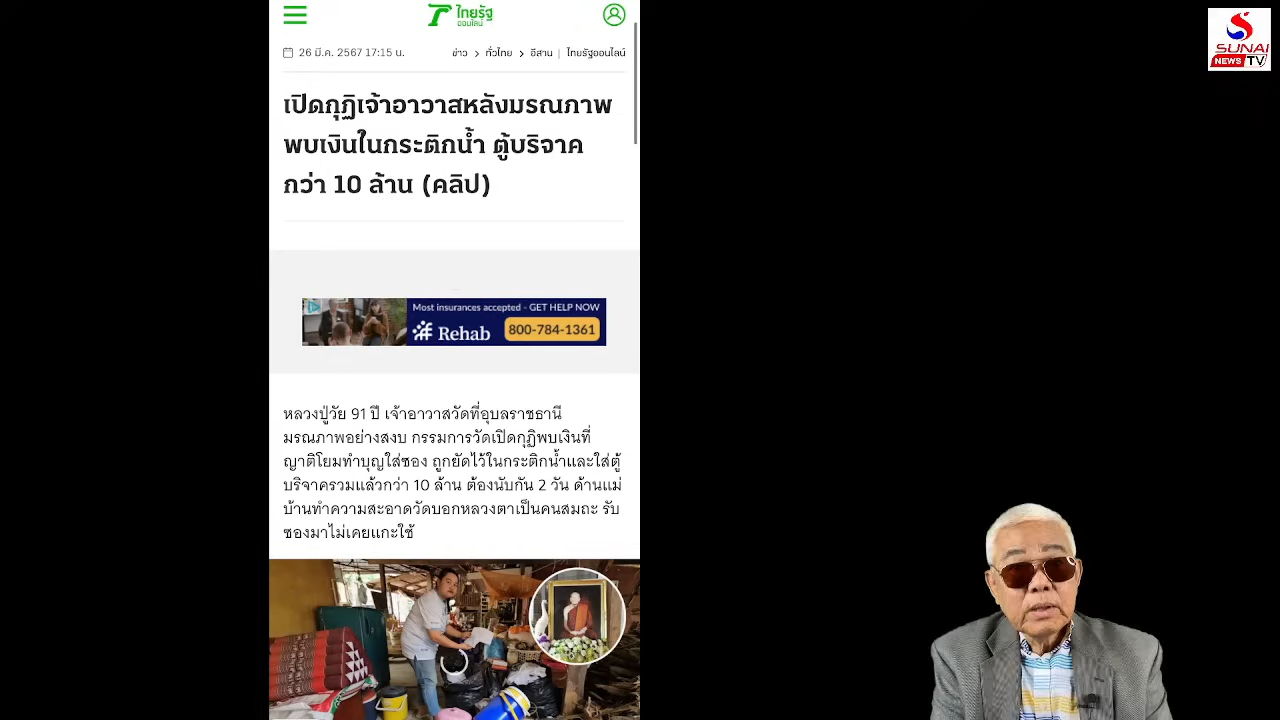 ไทยรัฐ
ออนไลน์
26 มี.ค. 2567 17:15 น.
ข่าว > ทั่วไทย > อีสาน | ไทยรัฐออนไลน์
เปิดกุฏิเจ้าอาวาสหลังมรณภาพ
พบเงินในกระติกน้ำ ตู้บริจาค
กว่า 10 ล้าน (คลิป)
Most insurances accepted - GET HELP NOW
Rehab
800-784-1361
หลวงปู่วัย 91 ปี เจ้าอาวาสวัดที่อุบลราชธานี
มรณภาพอย่างสงบ กรรมการวัดเปิดกุฏิพบเงินที่
ญาติโยมทำบุญใส่ซอง ถูกยัดไว้ในกระติกน้ำและใส่ตู้
บริจาครวมแล้วกว่า 10 ล้าน ต้องนับกัน 2 วัน ด้านแม่
บ้านทำความสะอาดวัดบอกหลวงตาเป็นคนสมถะ รับ
ซองมาไม่เคยแกะใช้
SUNAI
NEWS TV